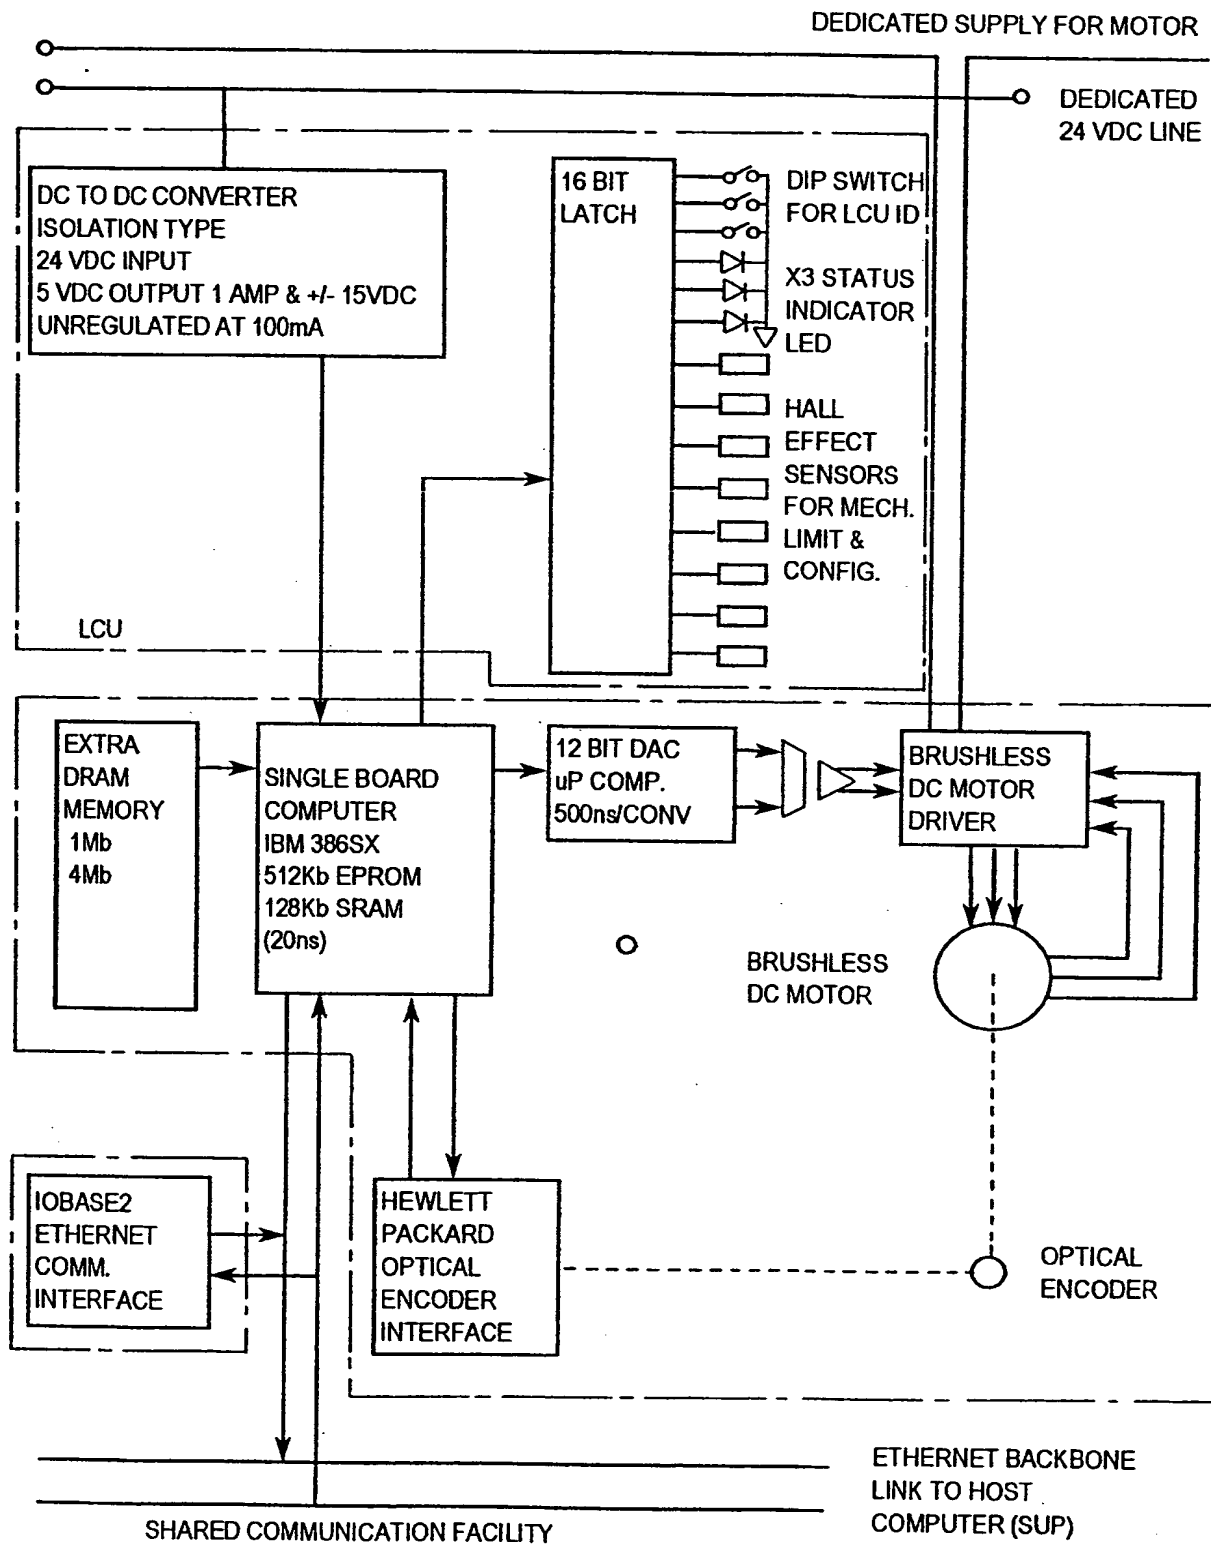 DEDICATED SUPPLY FOR MOTOR
DEDICATED
24 VDC LINE
DC TO DC CONVERTER
ISOLATION TYPE
24 VDC INPUT
5 VDC OUTPUT 1 AMP & +/- 15VDC
UNREGULATED AT 100mA
16 BIT
LATCH
DIP SWITCH
FOR LCU ID
X3 STATUS
INDICATOR
LED
HALL
EFFECT
SENSORS
FOR MECH.
LIMIT &
CONFIG.
LCU
EXTRA
DRAM
MEMORY
1Mb
4Mb
SINGLE BOARD
COMPUTER
IBM 386SX
512Kb EPROM
128Kb SRAM
(20ns)
12 BIT DAC
uP COMP.
500ns/CONV
BRUSHLESS
DC MOTOR
DRIVER
BRUSHLESS
DC MOTOR
IOBASE2
ETHERNET
COMM.
INTERFACE
HEWLETT
PACKARD
OPTICAL
ENCODER
INTERFACE
OPTICAL
ENCODER
ETHERNET BACKBONE
LINK TO HOST
COMPUTER (SUP)
SHARED COMMUNICATION FACILITY